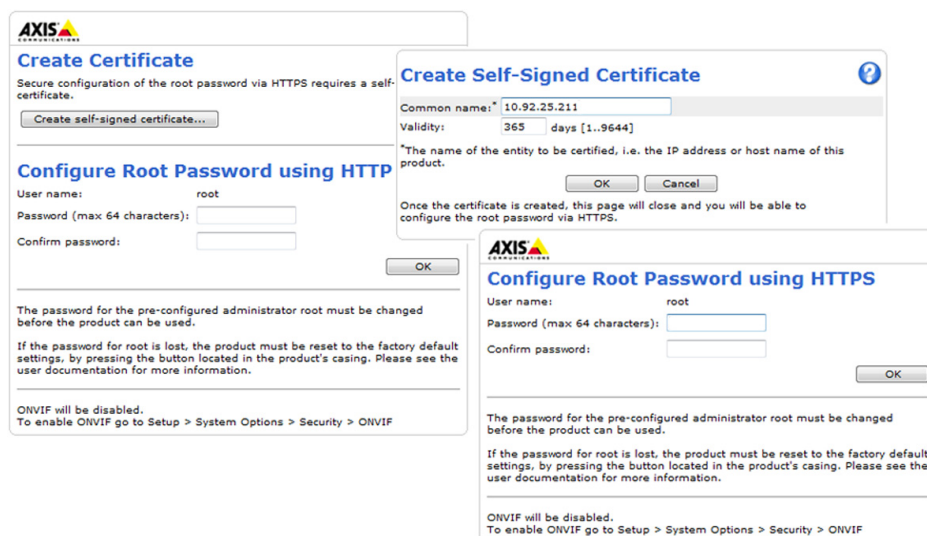 AXIS
COMMUNICATIONS
Create Certificate
Secure configuration of the root password via HTTPS requires a self-
certificate.
Create self-signed certificate...
Configure Root Password using HTTP
User name: root
Password (max 64 characters):
Confirm password:
OK
The password for the pre-configured administrator root must be changed
before the product can be used.
If the password for root is lost, the product must be reset to the factory default
settings, by pressing the button located in the product's casing. Please see the
user documentation for more information.
ONVIF will be disabled.
To enable ONVIF go to Setup > System Options > Security > ONVIF
Create Self-Signed Certificate
?
Common name:* 10.92.25.211
Validity: 365 days [1..9644]
*The name of the entity to be certified, i.e. the IP address or host name of this
product.
OK Cancel
Once the certificate is created, this page will close and you will be able to
configure the root password via HTTPS.
AXIS
COMMUNICATIONS
Configure Root Password using HTTPS
User name: root
Password (max 64 characters):
Confirm password:
OK
The password for the pre-configured administrator root must be changed
before the product can be used.
If the password for root is lost, the product must be reset to the factory default
settings, by pressing the button located in the product's casing. Please see the
user documentation for more information.
ONVIF will be disabled.
To enable ONVIF go to Setup > System Options > Security > ONVIF